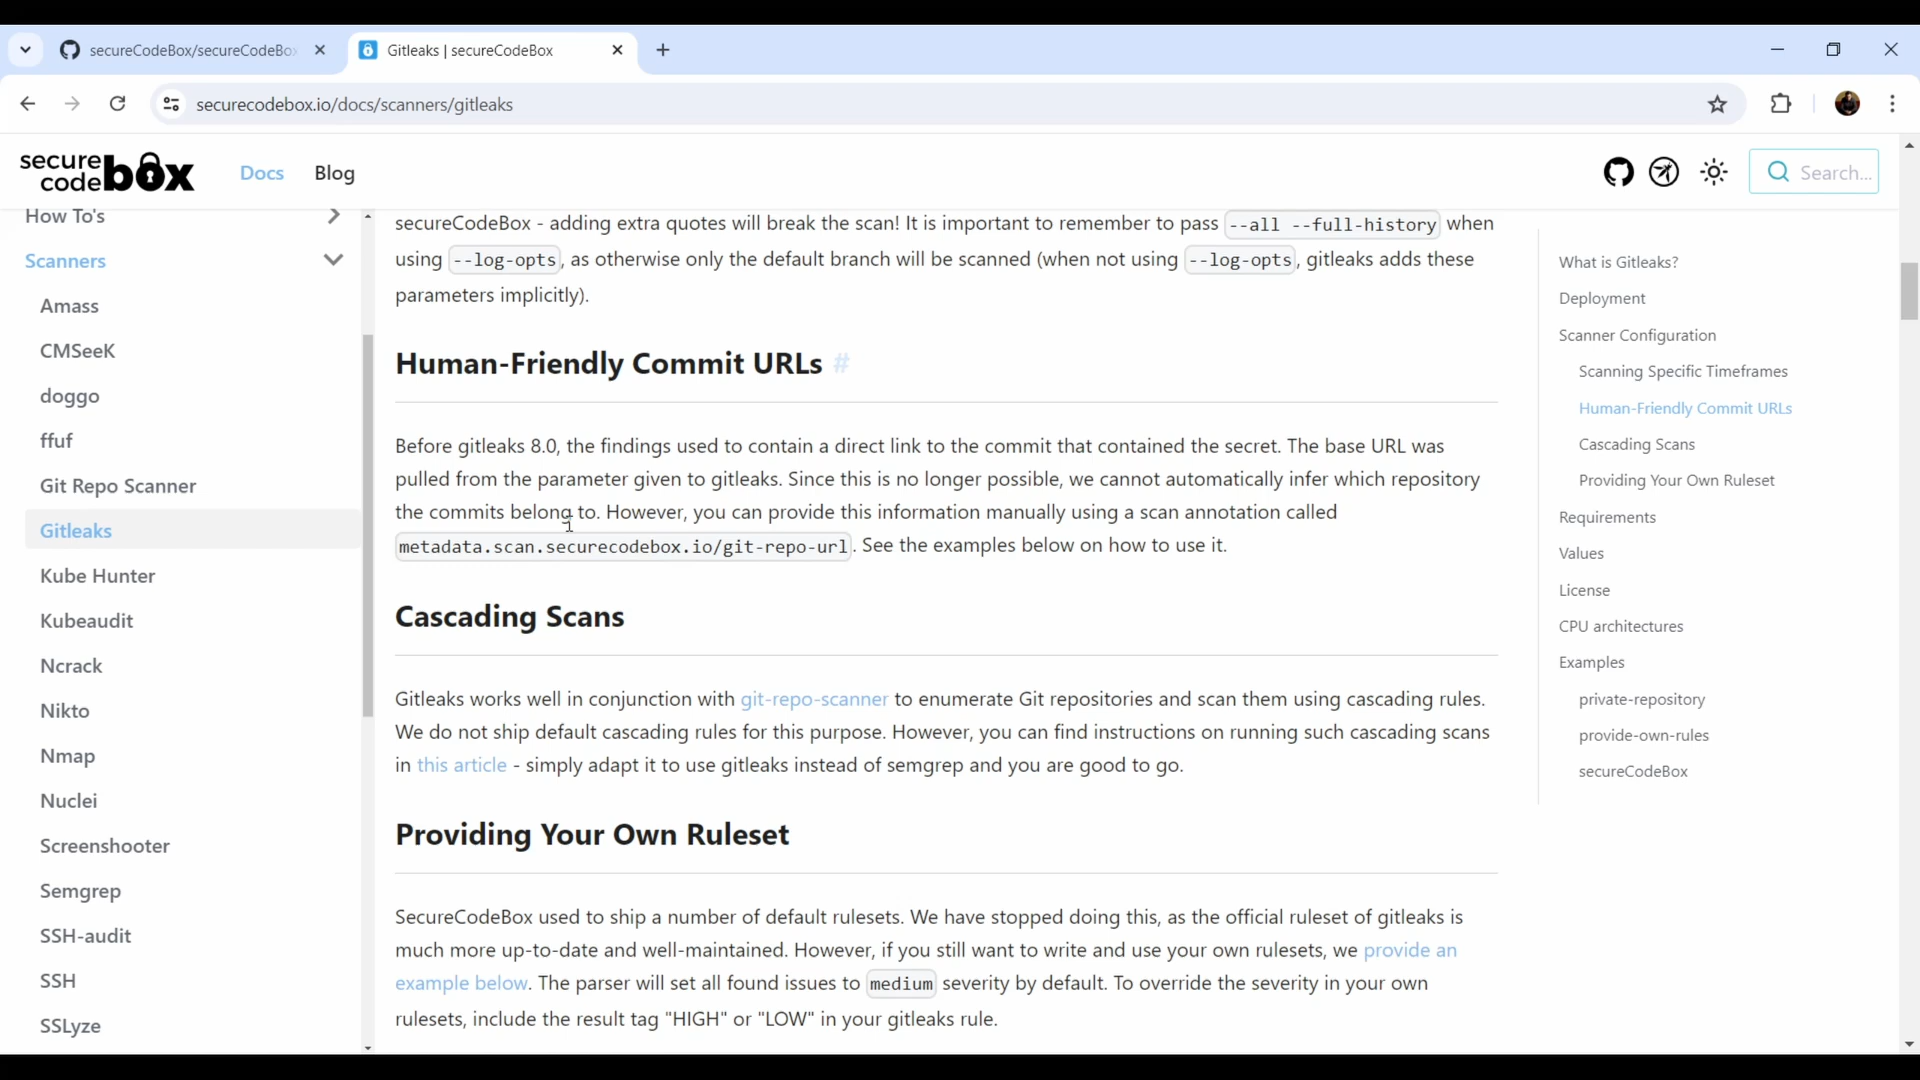 secureCodeBox/secureCodeBo
Gitleaks | secureCodeBox
securecodebox.io/docs/scanners/gitleaks
secure
code box
Docs
Blog
Search...
How To's
Scanners
Amass
CMSeeK
doggo
ffuf
Git Repo Scanner
Gitleaks
Kube Hunter
Kubeaudit
Ncrack
Nikto
Nmap
Nuclei
Screenshooter
Semgrep
SSH-audit
SSH
SSLyze
secureCodeBox - adding extra quotes will break the scan! It is important to remember to pass --all --full-history when
using --log-opts, as otherwise only the default branch will be scanned (when not using --log-opts, gitleaks adds these
parameters implicitly).
Human-Friendly Commit URLs #
Before gitleaks 8.0, the findings used to contain a direct link to the commit that contained the secret. The base URL was
pulled from the parameter given to gitleaks. Since this is no longer possible, we cannot automatically infer which repository
the commits belong to. However, you can provide this information manually using a scan annotation called
metadata.scan.securecodebox.io/git-repo-url. See the examples below on how to use it.
Cascading Scans
Gitleaks works well in conjunction with git-repo-scanner to enumerate Git repositories and scan them using cascading rules.
We do not ship default cascading rules for this purpose. However, you can find instructions on running such cascading scans
in this article - simply adapt it to use gitleaks instead of semgrep and you are good to go.
Providing Your Own Ruleset
SecureCodeBox used to ship a number of default rulesets. We have stopped doing this, as the official ruleset of gitleaks is
much more up-to-date and well-maintained. However, if you still want to write and use your own rulesets, we provide an
example below. The parser will set all found issues to medium severity by default. To override the severity in your own
rulesets, include the result tag "HIGH" or "LOW" in your gitleaks rule.
What is Gitleaks?
Deployment
Scanner Configuration
Scanning Specific Timeframes
Human-Friendly Commit URLs
Cascading Scans
Providing Your Own Ruleset
Requirements
Values
License
CPU architectures
Examples
private-repository
provide-own-rules
secureCodeBox